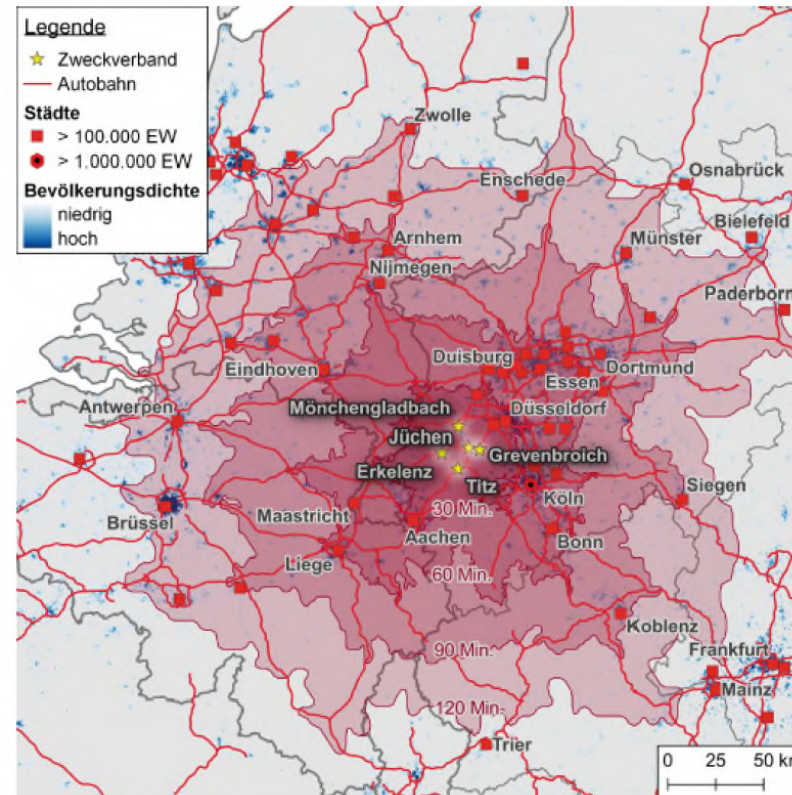 Legende
Zweckverband
Autobahn
Städte
> 100.000 EW
> 1.000.000 EW
Bevölkerungsdichte
niedrig
hoch
Zwolle
Enschede
Osnabrück
Bielefeld
Arnhem
Münster
Nijmegen
Paderborn
Duisburg
Eindhoven
Essen
Dortmund
Antwerpen
Mönchengladbach
Düsseldorf
Jüchen
Grevenbroich
Erkelenz
Titz
Köln
Siegen
30 Min.
Maastricht
Brüssel
Aachen
Bonn
Liege
60 Min.
Koblenz
90 Min.
Frankfurt
Mainz
120 Min.
Trier
0 25 50 km